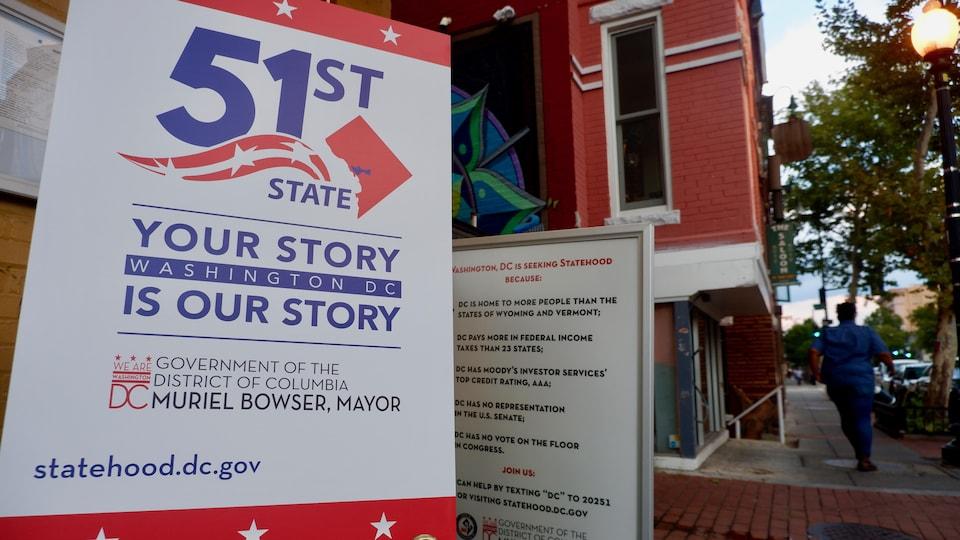 51ST
STATE
YOUR STORY
WASHINGTON DC
IS OUR STORY
WE ARE
WASHINGTON
DC
GOVERNMENT OF THE
DISTRICT OF COLUMBIA
MURIEL BOWSER, MAYOR
statehood.dc.gov
WASHINGTON, DC IS SEEKING STATEHOOD
BECAUSE:
DC IS HOME TO MORE PEOPLE THAN THE
STATES OF WYOMING AND VERMONT;
DC PAYS MORE IN FEDERAL INCOME
TAXES THAN 23 STATES;
DC HAS MOODY'S INVESTOR SERVICES'
TOP CREDIT RATING, AAA;
DC HAS NO REPRESENTATION
IN THE U.S. SENATE;
DC HAS NO VOTE ON THE FLOOR
IN CONGRESS.
JOIN US:
CAN HELP BY TEXTING "DC" TO 20251
OR VISITING STATEHOOD.DC.GOV
DC
GOVERNMENT OF THE
DISTRICT OF COLUMBIA
THE SALOON